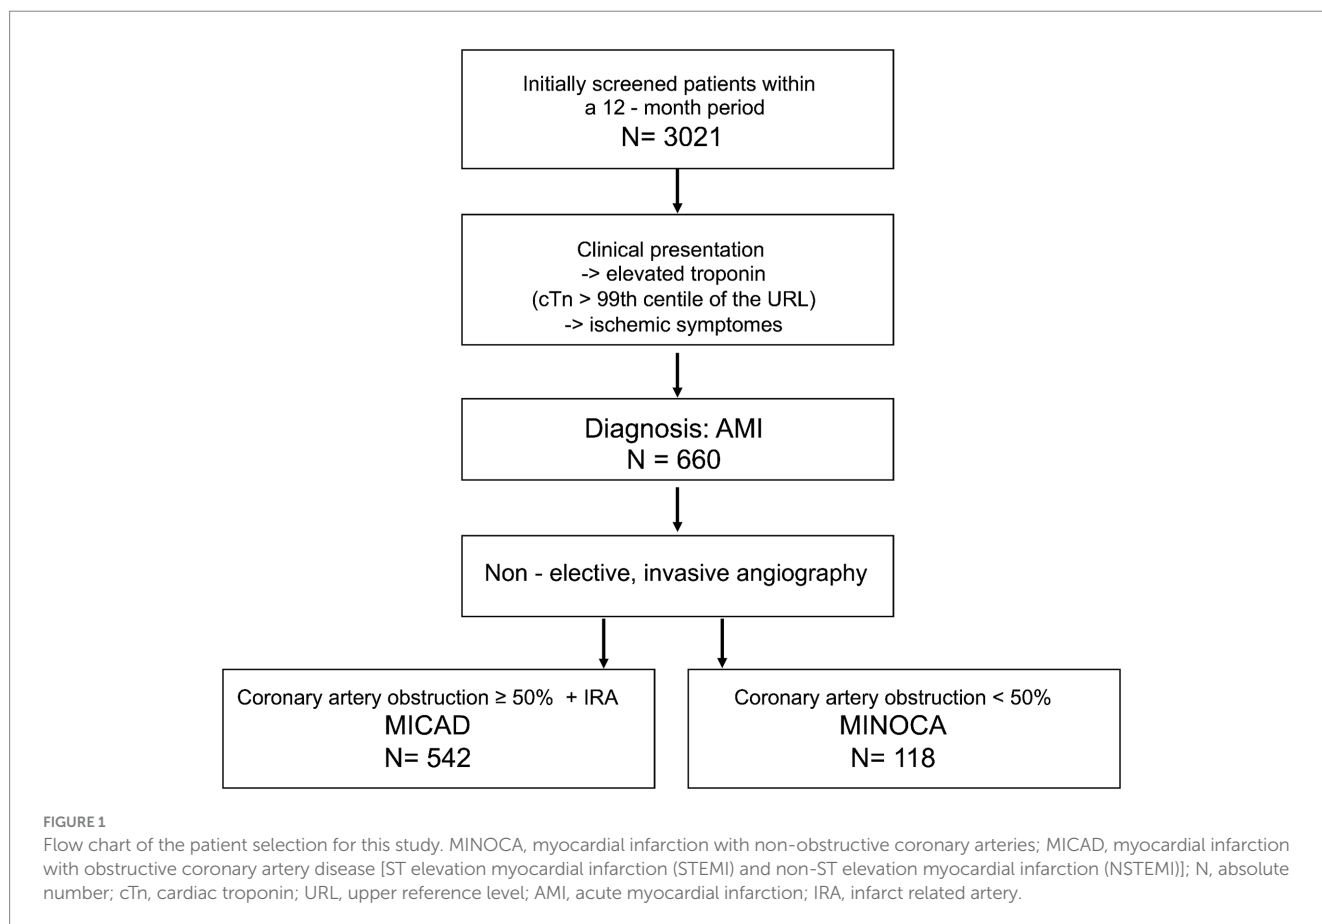 Initially screened patients within
a 12 - month period
N= 3021
Clinical presentation
-> elevated troponin
(cTn > 99th centile of the URL)
-> ischemic symptomes
Diagnosis: AMI
N = 660
Non - elective, invasive angiography
Coronary artery obstruction ≥ 50% + IRA
MICAD
N= 542
Coronary artery obstruction < 50%
MINOCA
N= 118
FIGURE 1
Flow chart of the patient selection for this study. MINOCA, myocardial infarction with non-obstructive coronary arteries; MICAD, myocardial infarction
with obstructive coronary artery disease [ST elevation myocardial infarction (STEMI) and non-ST elevation myocardial infarction (NSTEMI)]; N, absolute
number; cTn, cardiac troponin; URL, upper reference level; AMI, acute myocardial infarction; IRA, infarct related artery.